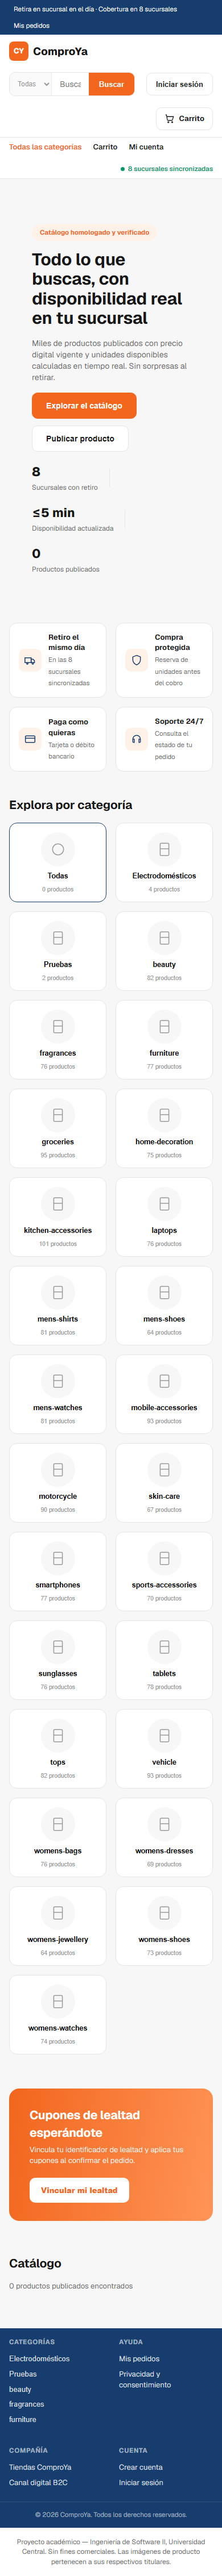 Retira en sucursal en el día · Cobertura en 8 sucursales
Mis pedidos
CY ComproYa
Todas Buscar
Iniciar sesión
Carrito
Todas las categorías Carrito Mi cuenta
8 sucursales sincronizadas
Catálogo homologado y verificado
Todo lo que
buscas, con
disponibilidad real
en tu sucursal
Miles de productos publicados con precio
digital vigente y unidades disponibles
calculadas en tiempo real. Sin sorpresas al
retirar.
Explorar el catálogo
Publicar producto
8
Sucursales con retiro
≤5 min
Disponibilidad actualizada
0
Productos publicados
Retiro el
mismo día
En las 8
sucursales
sincronizadas
Compra
protegida
Reserva de
unidades antes
del cobro
Paga como
quieras
Tarjeta o débito
bancario
Soporte 24/7
Consulta el
estado de tu
pedido
Explora por categoría
Todas
0 productos
Electrodomésticos
4 productos
Pruebas
2 productos
beauty
82 productos
fragrances
76 productos
furniture
77 productos
groceries
95 productos
home-decoration
75 productos
kitchen-accessories
101 productos
laptops
76 productos
mens-shirts
81 productos
mens-shoes
64 productos
mens-watches
81 productos
mobile-accessories
93 productos
motorcycle
90 productos
skin-care
67 productos
smartphones
77 productos
sports-accessories
70 productos
sunglasses
76 productos
tablets
70 productos
tops
82 productos
vehicle
93 productos
womens-bags
76 productos
womens-dresses
69 productos
womens-jewellery
64 productos
womens-shoes
73 productos
womens-watches
74 productos
Cupones de lealtad
esperándote
Vincula tu identificador de lealtad y aplica tus
cupones al confirmar el pedido.
Vincular mi lealtad
Catálogo
0 productos publicados encontrados
CATEGORÍAS
Electrodomésticos
Pruebas
beauty
fragrances
furniture
AYUDA
Mis pedidos
Privacidad y
consentimiento
COMPAÑÍA
Tiendas ComproYa
Canal digital B2C
CUENTA
Crear cuenta
Iniciar sesión
© 2026 ComproYa. Todos los derechos reservados.
Proyecto académico — Ingeniería de Software II, Universidad
Central. Sin fines comerciales. Las imágenes de producto
pertenecen a sus respectivos titulares.